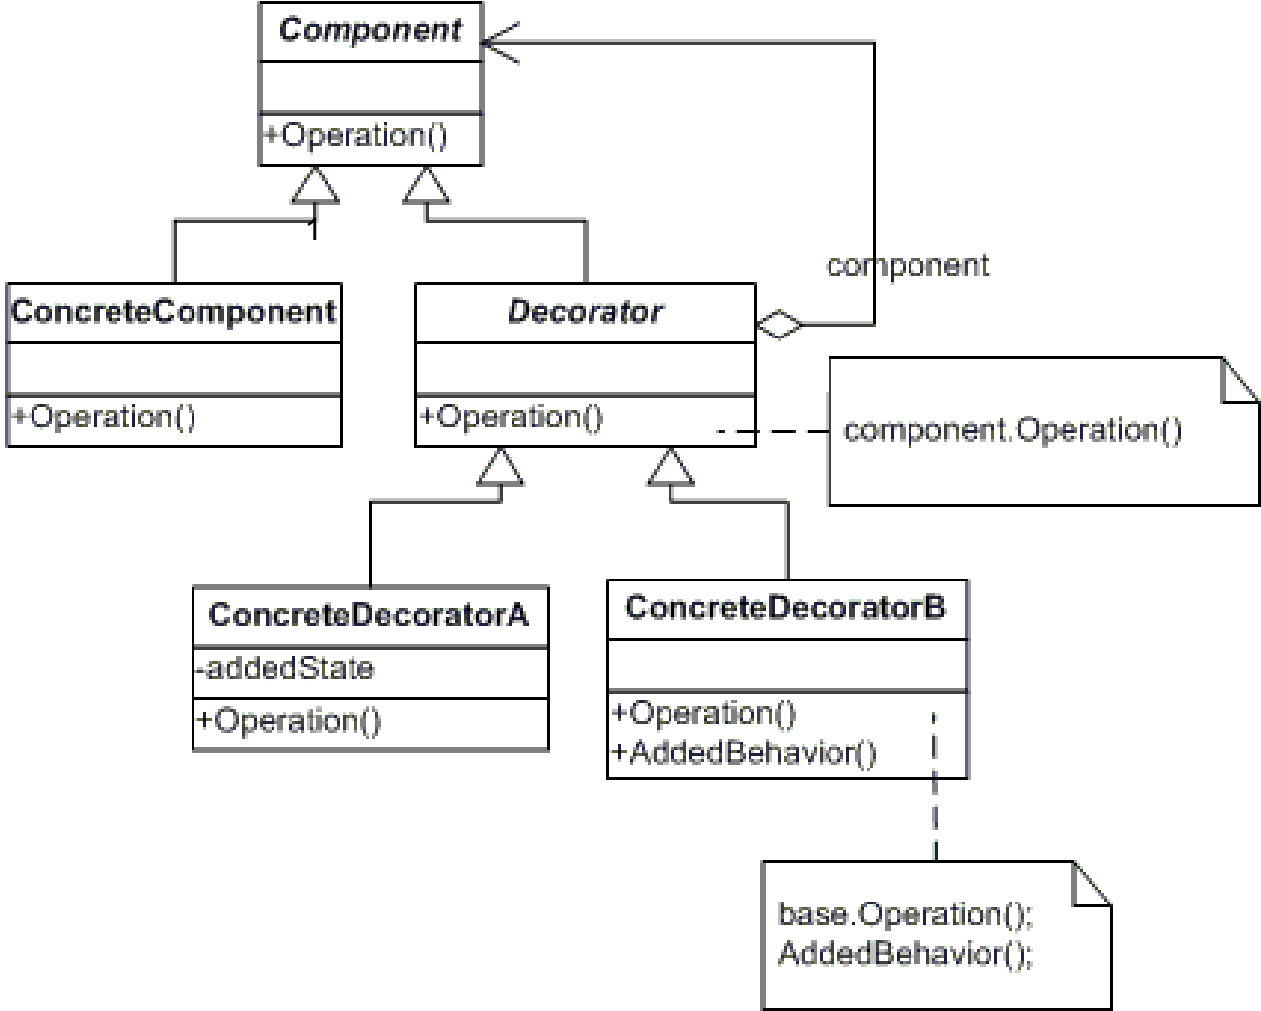 Component
+Operation()
component
ConcreteComponent
+Operation()
Decorator
+Operation()
component.Operation()
ConcreteDecoratorA
-addedState
+Operation()
ConcreteDecoratorB
+Operation()
+AddedBehavior()
base.Operation();
AddedBehavior();